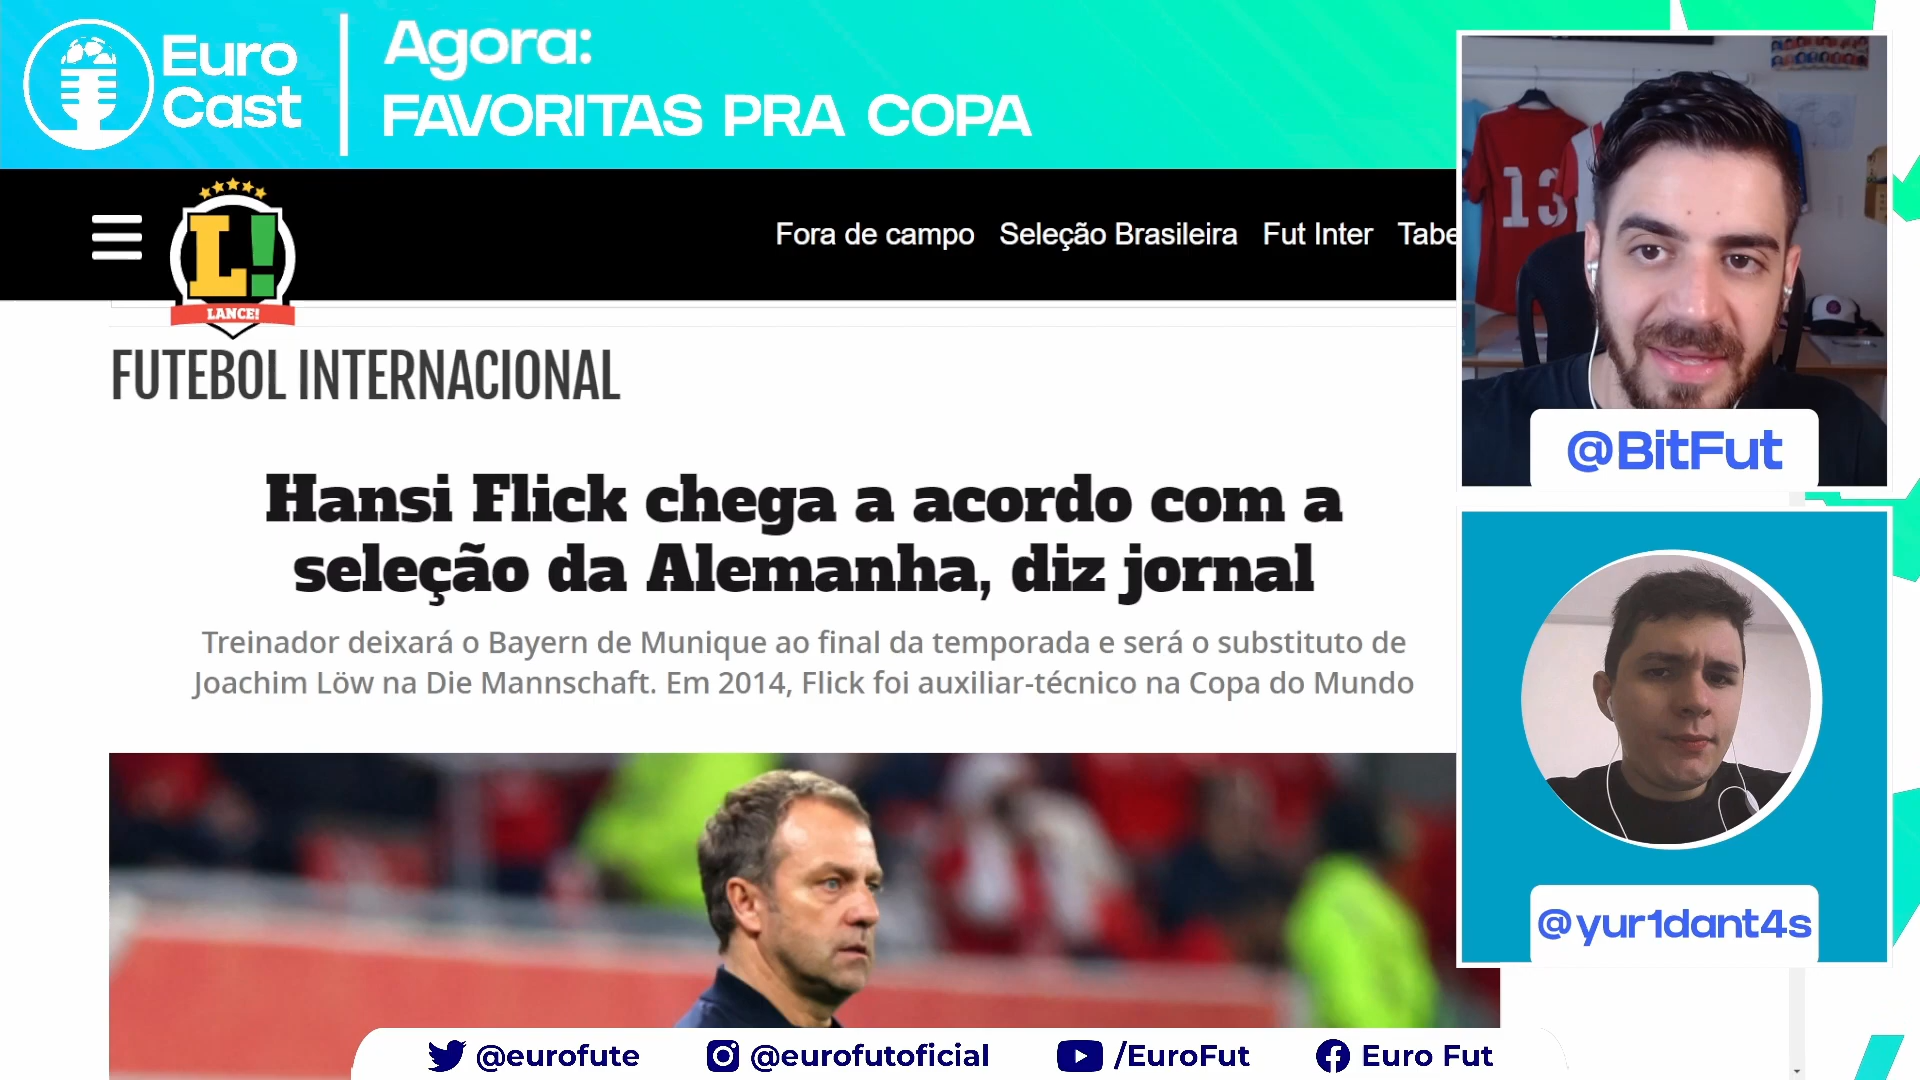 Euro
Cast
Agora:
FAVORITAS PRA COPA
L!
LANCE!
Fora de campo Seleção Brasileira Fut Inter Tabe
FUTEBOL INTERNACIONAL
Hansi Flick chega a acordo com a
seleção da Alemanha, diz jornal
Treinador deixará o Bayern de Munique ao final da temporada e será o substituto de
Joachim Löw na Die Mannschaft. Em 2014, Flick foi auxiliar-técnico na Copa do Mundo
13
@BitFut
@yur1dant4s
@eurofute @eurofutoficial /EuroFut Euro Fut